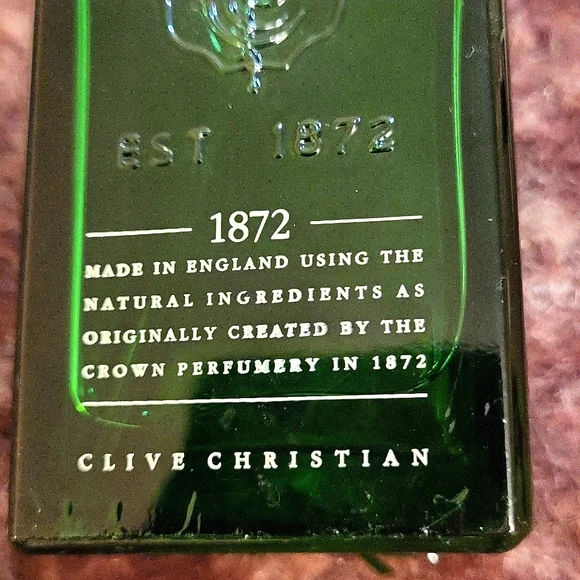 EST 1872
1872
MADE IN ENGLAND USING THE
NATURAL INGREDIENTS AS
ORIGINALLY CREATED BY THE
CROWN PERFUMERY IN 1872
CLIVE CHRISTIAN